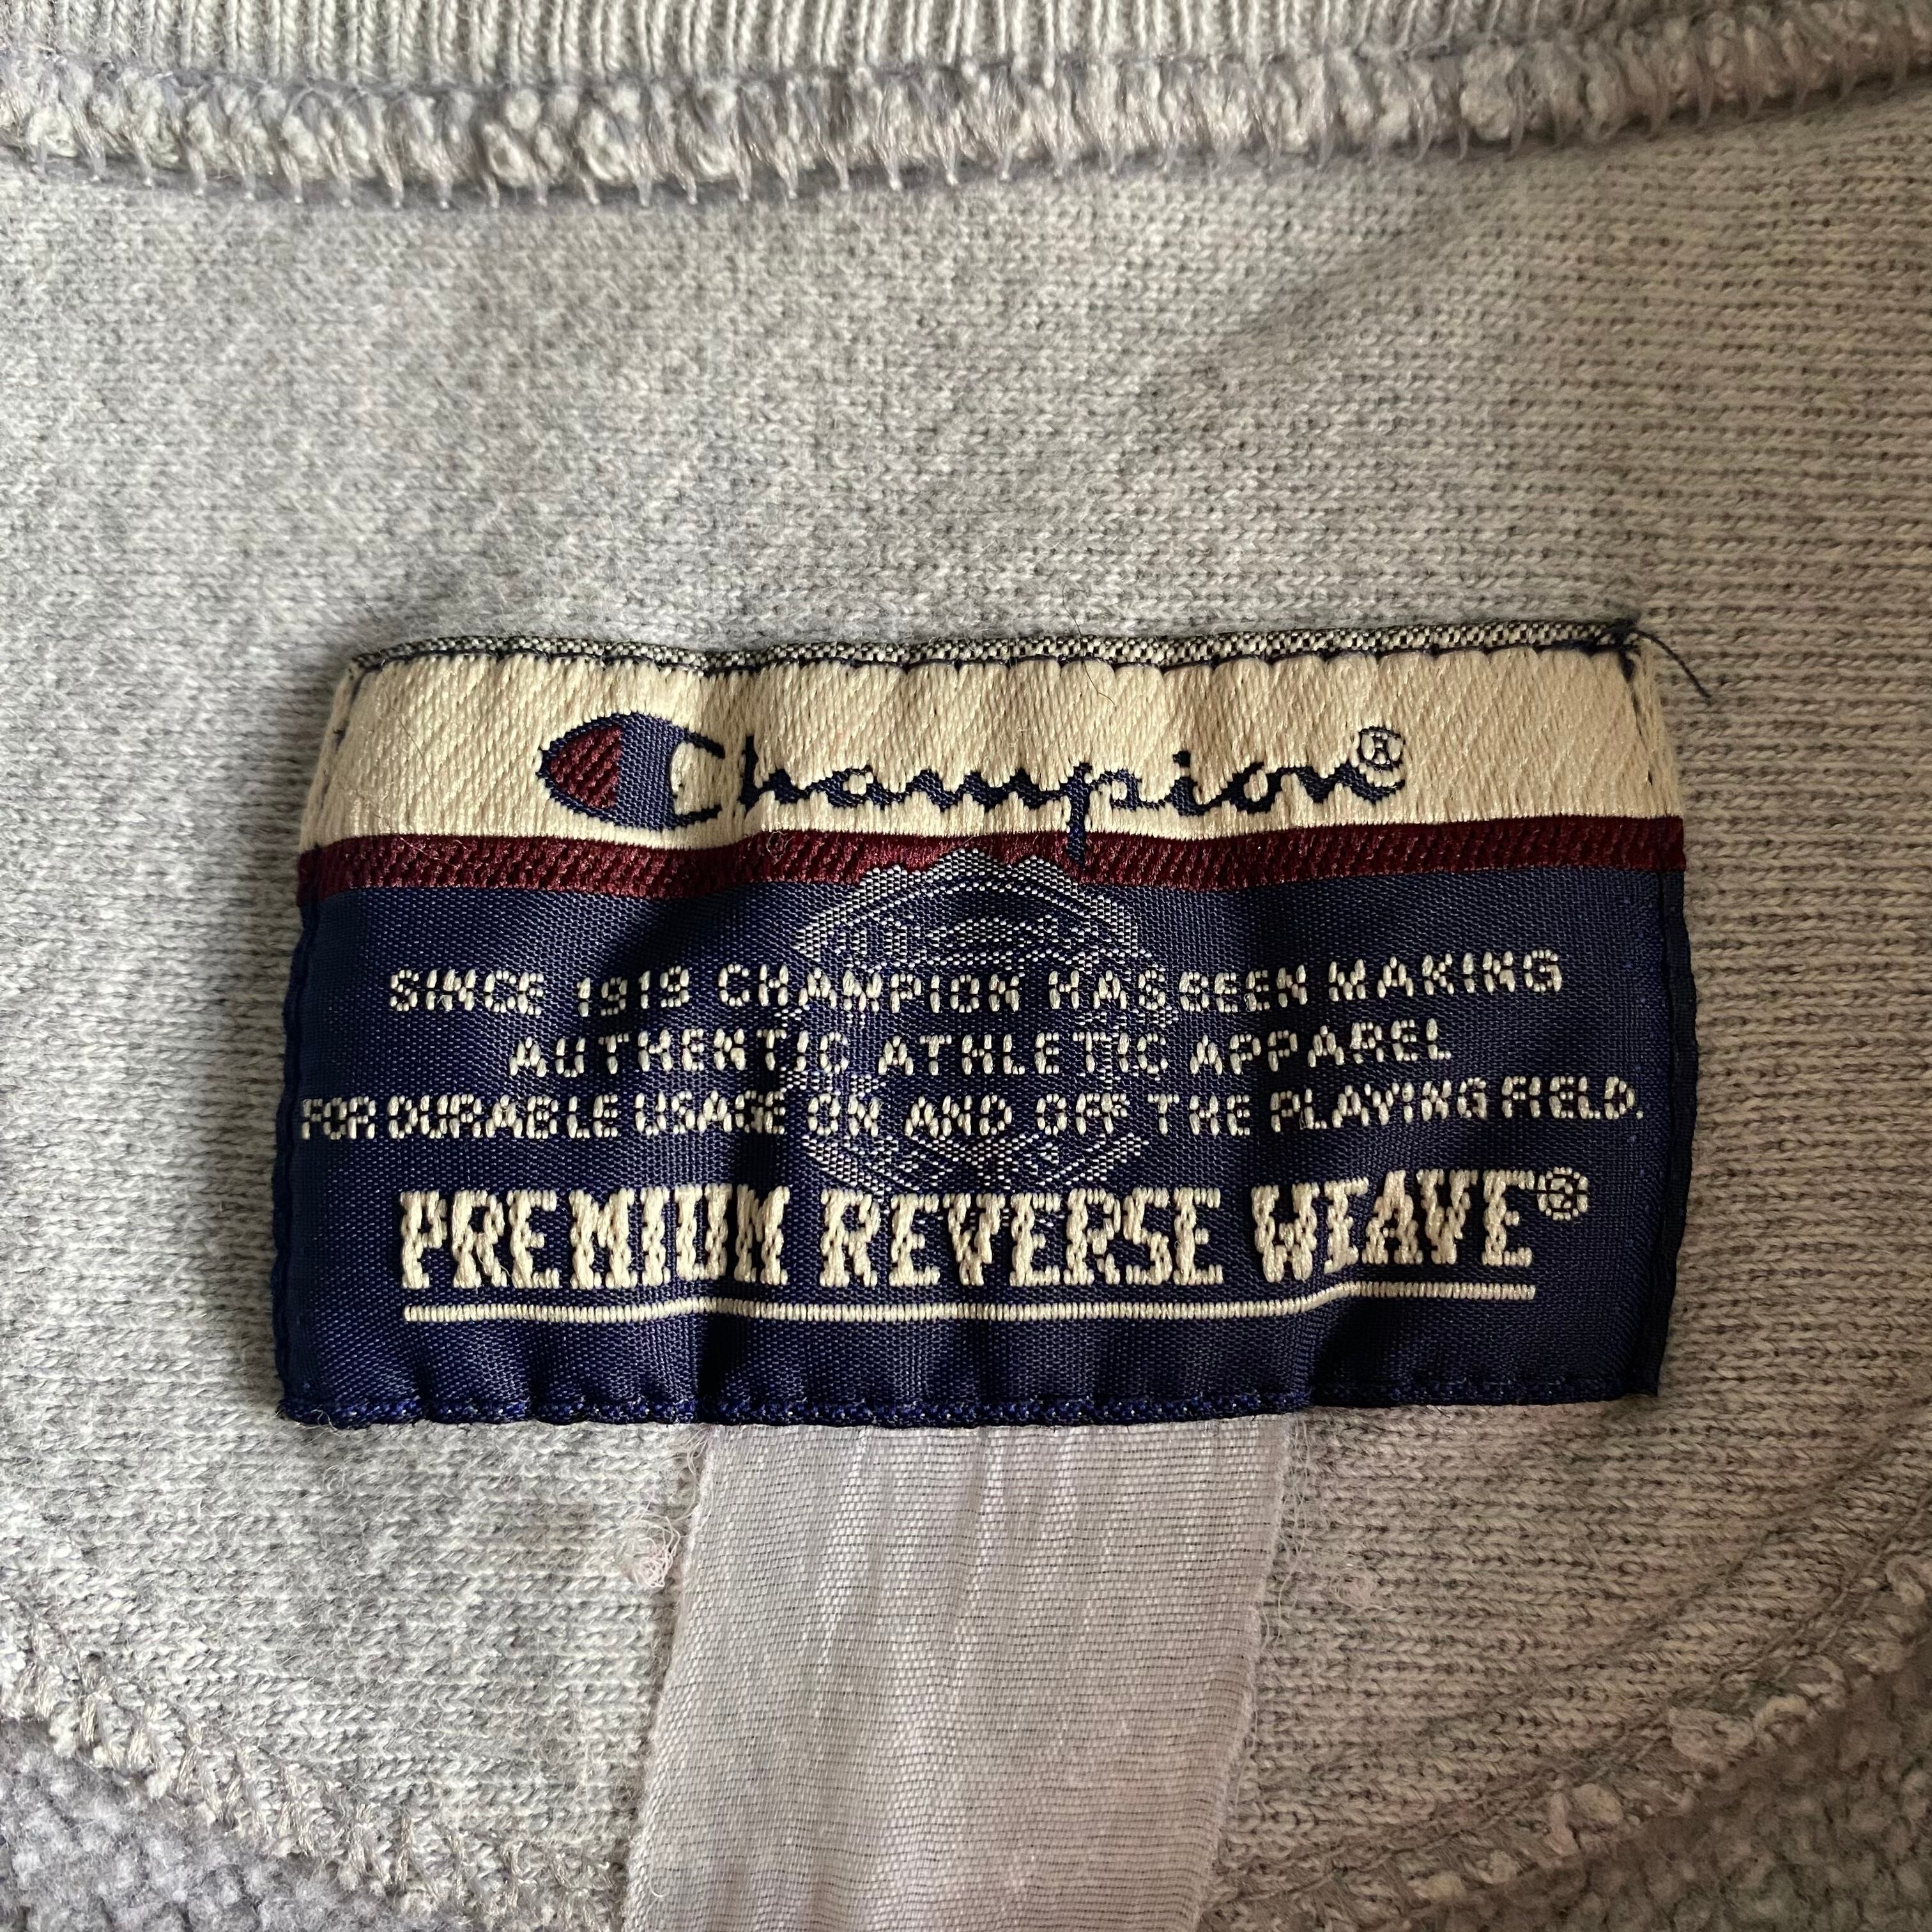 Champion®
SINCE 1919 CHAMPION HAS BEEN MAKING
AUTHENTIC ATHLETIC APPAREL
FOR DURABLE USAGE ON AND OFF THE PLAYING FIELD.
PREMIUM REVERSE WEAVE®